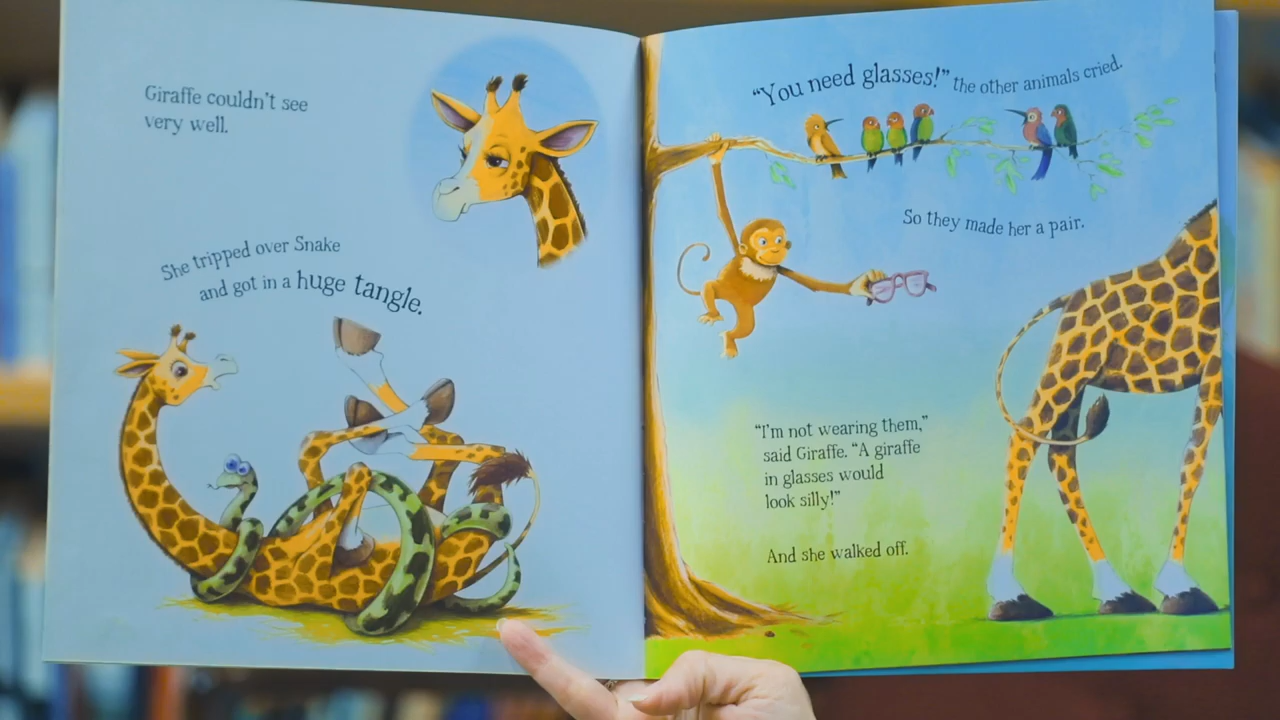 Giraffe couldn't see
very well.
She tripped over Snake
and got in a huge tangle.
"You need glasses!" the other animals cried.
So they made her a pair.
"I'm not wearing them,"
said Giraffe. "A giraffe
in glasses would
look silly!"
And she walked off.